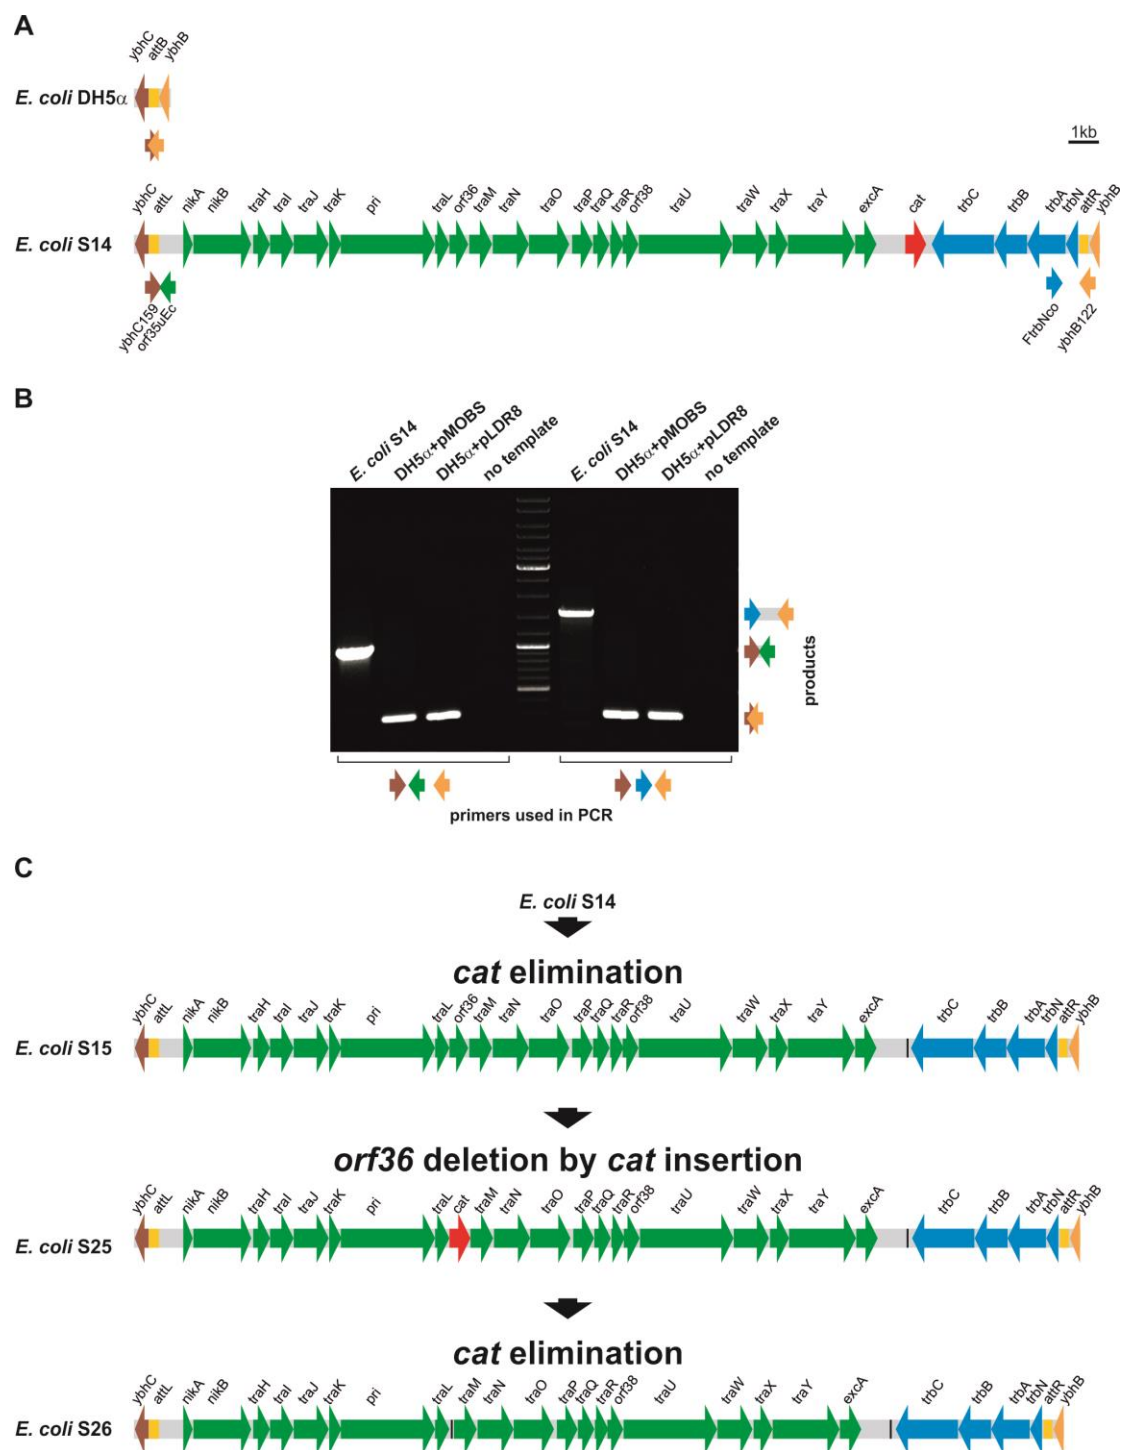 A
ybhC attB ybhB
E. coli DH5α
1kb
ybhC attL nikA nikB traH traI traJ traK pri traL orf36 traM traN traO traP traQ traR orf38 traU traW traX traY excA cat trbC trbB trbA trbN attR ybhB
E. coli S14
ybhC159 orf35uEc FtrbNco ybhB122
B
E. coli S14 DH5α+pMOBS DH5α+pLDR8 no template E. coli S14 DH5α+pMOBS DH5α+pLDR8 no template
products
primers used in PCR
C
E. coli S14
cat elimination
ybhC attL nikA nikB traH traI traJ traK pri traL orf36 traM traN traO traP traQ traR orf38 traU traW traX traY excA trbC trbB trbA trbN attR ybhB
E. coli S15
orf36 deletion by cat insertion
ybhC attL nikA nikB traH traI traJ traK pri traL cat traM traN traO traP traQ traR orf38 traU traW traX traY excA trbC trbB trbA trbN attR ybhB
E. coli S25
cat elimination
ybhC attL nikA nikB traH traI traJ traK pri traL traM traN traO traP traQ traR orf38 traU traW traX traY excA trbC trbB trbA trbN attR ybhB
E. coli S26